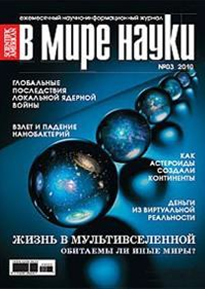 SCIENTIFIC AMERICAN
ежемесячный научно-информационный журнал
В МИРЕ НАУКИ
№03 2010
ГЛОБАЛЬНЫЕ
ПОСЛЕДСТВИЯ
ЛОКАЛЬНОЙ ЯДЕРНОЙ
ВОЙНЫ
ВЗЛЕТ И ПАДЕНИЕ
НАНОБАКТЕРИЙ
КАК
АСТЕРОИДЫ
СОЗДАЛИ
КОНТИНЕНТЫ
ДЕНЬГИ
ИЗ ВИРТУАЛЬНОЙ
РЕАЛЬНОСТИ
ЖИЗНЬ В МУЛЬТИВСЕЛЕННОЙ
ОБИТАЕМЫ ЛИ ИНЫЕ МИРЫ?